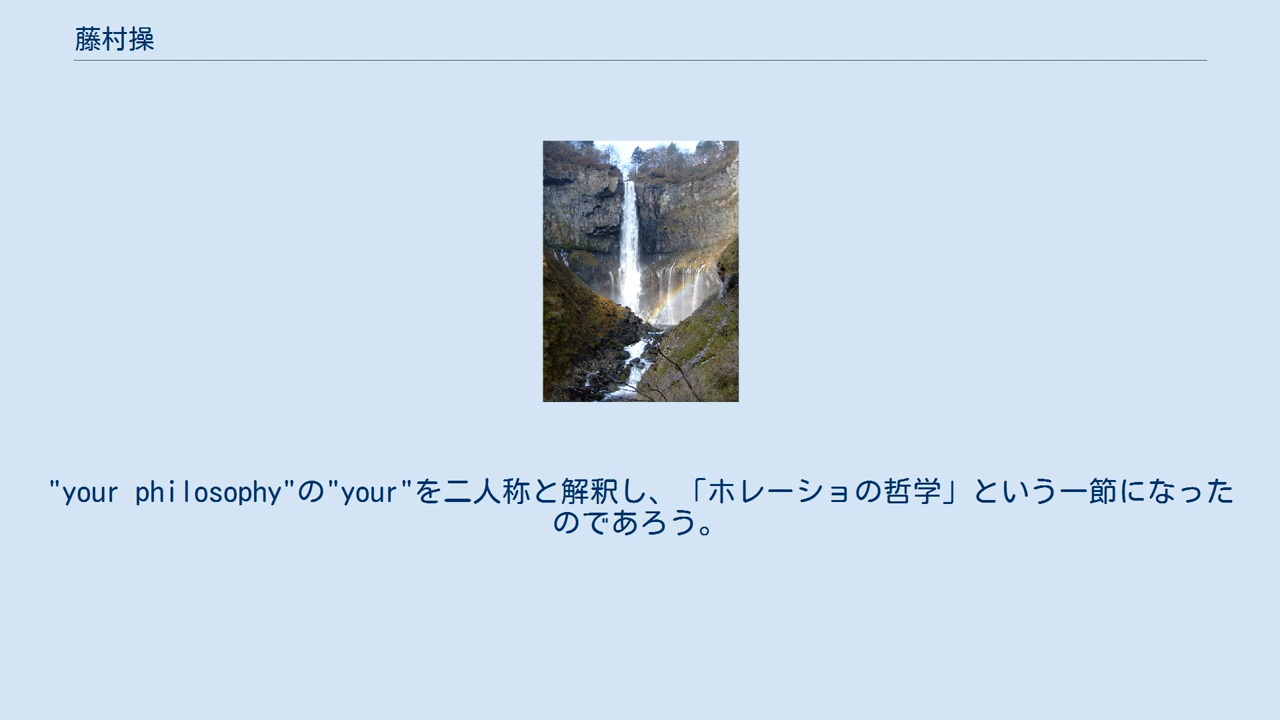 藤村操
"your philosophy"の"your"を二人称と解釈し、「ホレーショの哲学」という一節になった
のであろう。